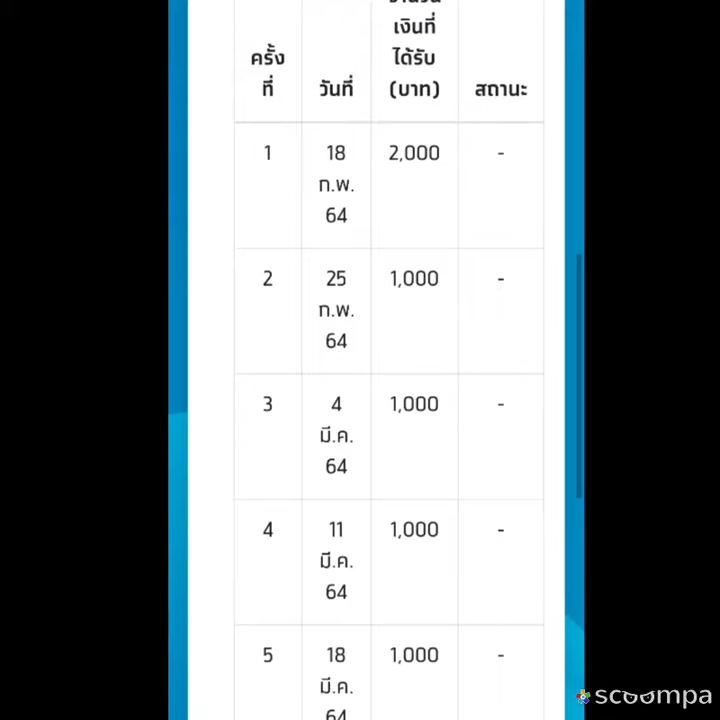 เงินที่
ครั้ง ได้รับ
ที่ วันที่ (บาท) สถานะ
1 18 2,000 -
ก.พ.
64
2 25 1,000 -
ก.พ.
64
3 4 1,000 -
มี.ค.
64
4 11 1,000 -
มี.ค.
64
5 18 1,000 -
มี.ค.
64
scoompa